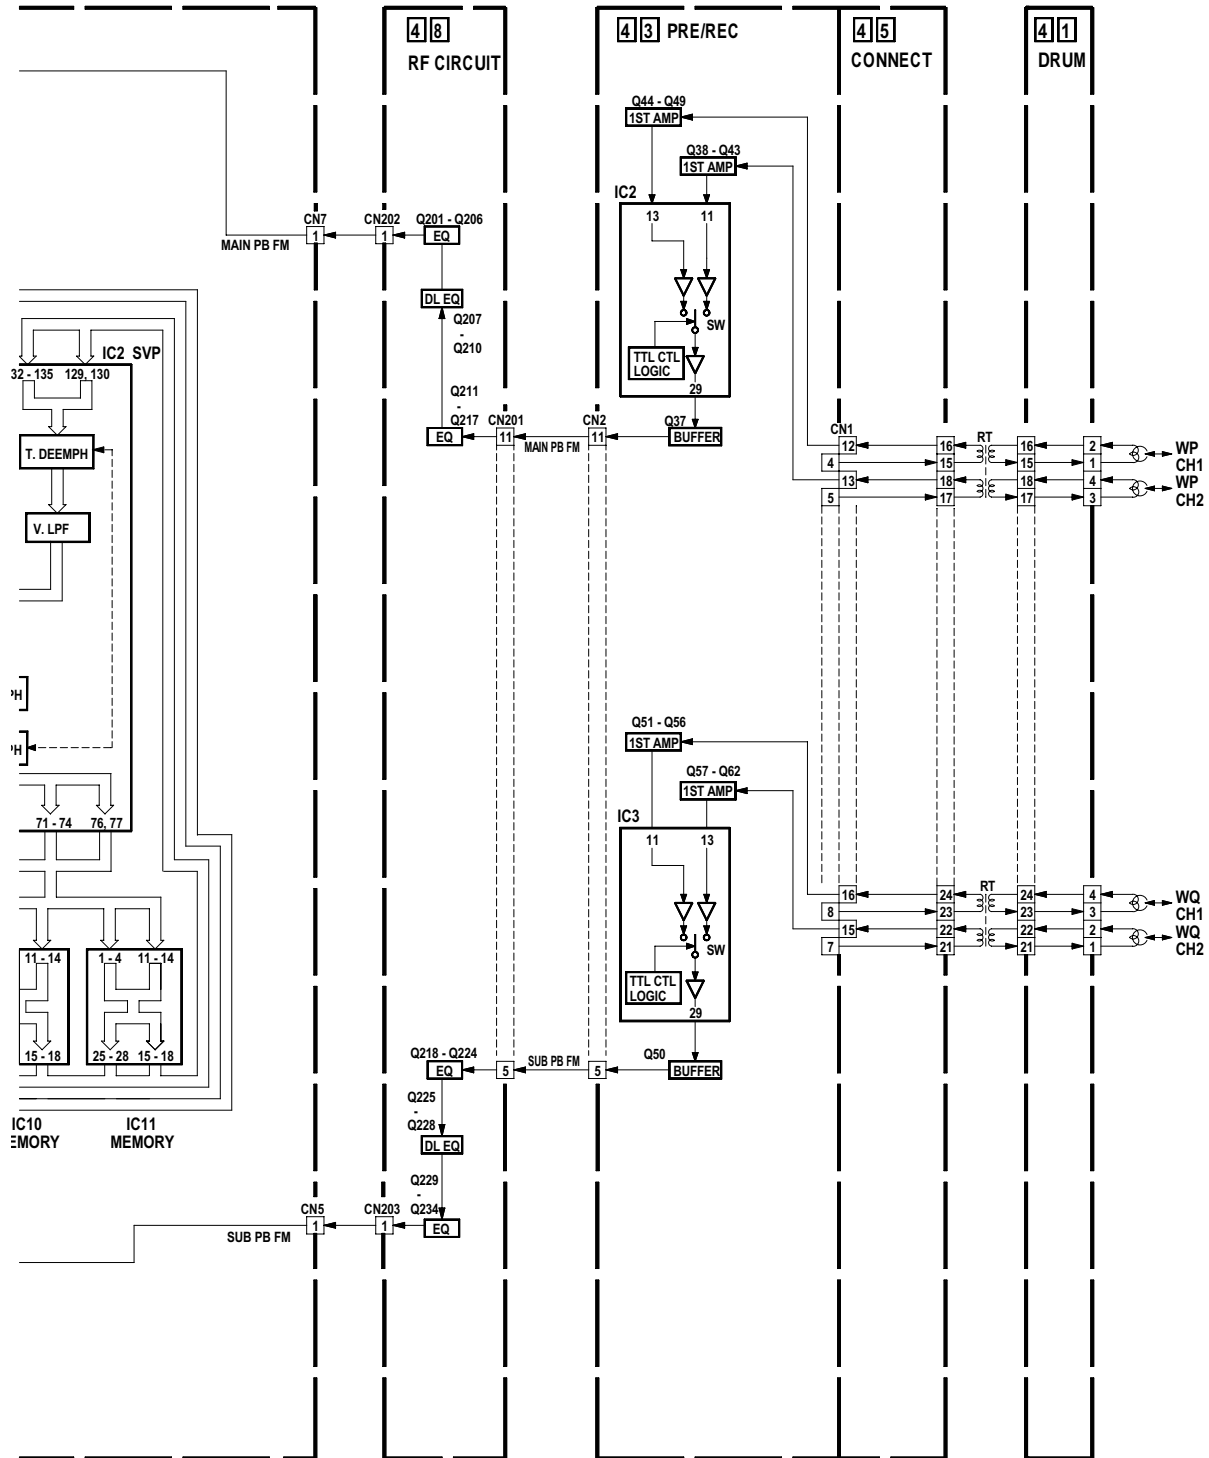 4 8
RF CIRCUIT
4 3 PRE/REC
4 5
CONNECT
4 1
DRUM
Q44 - Q49
1ST AMP
Q38 - Q43
1ST AMP
IC2
13 11
SW
TTL CTL
LOGIC
29
Q37
BUFFER
CN7
1
MAIN PB FM
CN202
1
Q201 - Q206
EQ
DL EQ
Q207
-
Q210
Q211
-
Q217
EQ
CN201
11
MAIN PB FM
CN2
11
IC2 SVP
32 - 135 129, 130
T. DEEMPH
V. LPF
PH
PH
71 - 74 76, 77
CN1
12
4
13
5
16
15
18
17
RT
16
15
18
17
2
1
4
3
WP
CH1
WP
CH2
Q51 - Q56
1ST AMP
Q57 - Q62
1ST AMP
IC3
11 13
SW
TTL CTL
LOGIC
29
Q50
BUFFER
16
8
15
7
24
23
22
21
RT
24
23
22
21
4
3
2
1
WQ
CH1
WQ
CH2
11 - 14
15 - 18
1 - 4 11 - 14
25 - 28 15 - 18
IC10
EMORY
IC11
MEMORY
Q218 - Q224
EQ
5
SUB PB FM
5
Q225
-
Q228
DL EQ
Q229
-
Q234
EQ
CN5
1
SUB PB FM
CN203
1